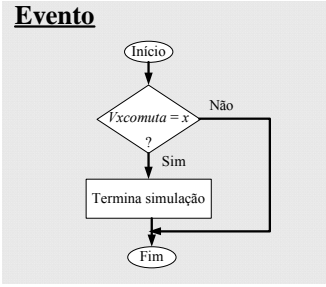 Evento
Início
Vxcomuta = x
?
Não
Sim
Termina simulação
Fim